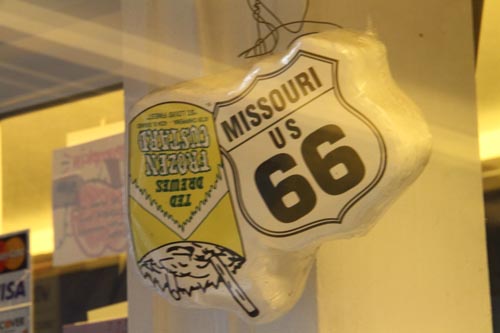 MISSOURI
US
66
TED
DREWES
FROZEN
CUSTARD
VISA